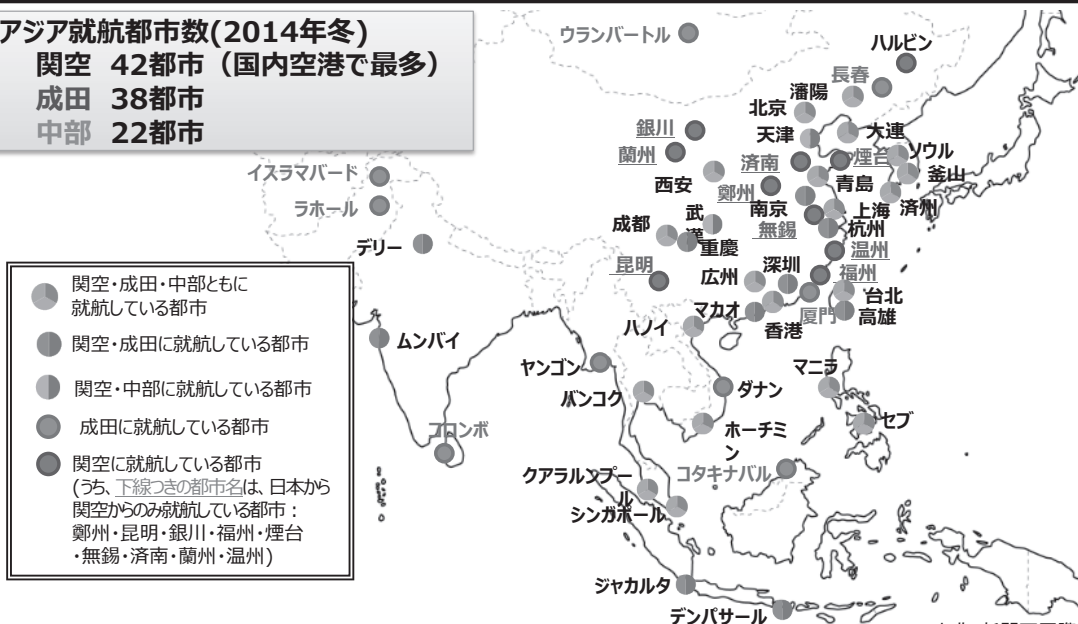 アジア就航都市数(2014年冬)
関空 42都市（国内空港で最多）
成田 38都市
中部 22都市
ウランバートル
ハルビン
長春
瀋陽
北京
天津
大連
銀川
蘭州
済南
煙台
ソウル
釜山
イスラマバード
西安
鄭州
青島
ラホール
南京
上海
済州
成都
武漢
無錫
杭州
デリー
重慶
温州
昆明
広州
深圳
福州
台北
マカオ
厦門
高雄
ハノイ
香港
関空・成田・中部ともに
就航している都市
関空・成田に就航している都市
関空・中部に就航している都市
成田に就航している都市
関空に就航している都市
(うち、下線つきの都市名は、日本から
関空からのみ就航している都市：
鄭州・昆明・銀川・福州・煙台
・無錫・済南・蘭州・温州)
ムンバイ
ヤンゴン
マニラ
バンコク
ダナン
セブ
コロンボ
ホーチミ
ン
クアラルンプー
ル
コタキナバル
シンガポール
ジャカルタ
デンパサール